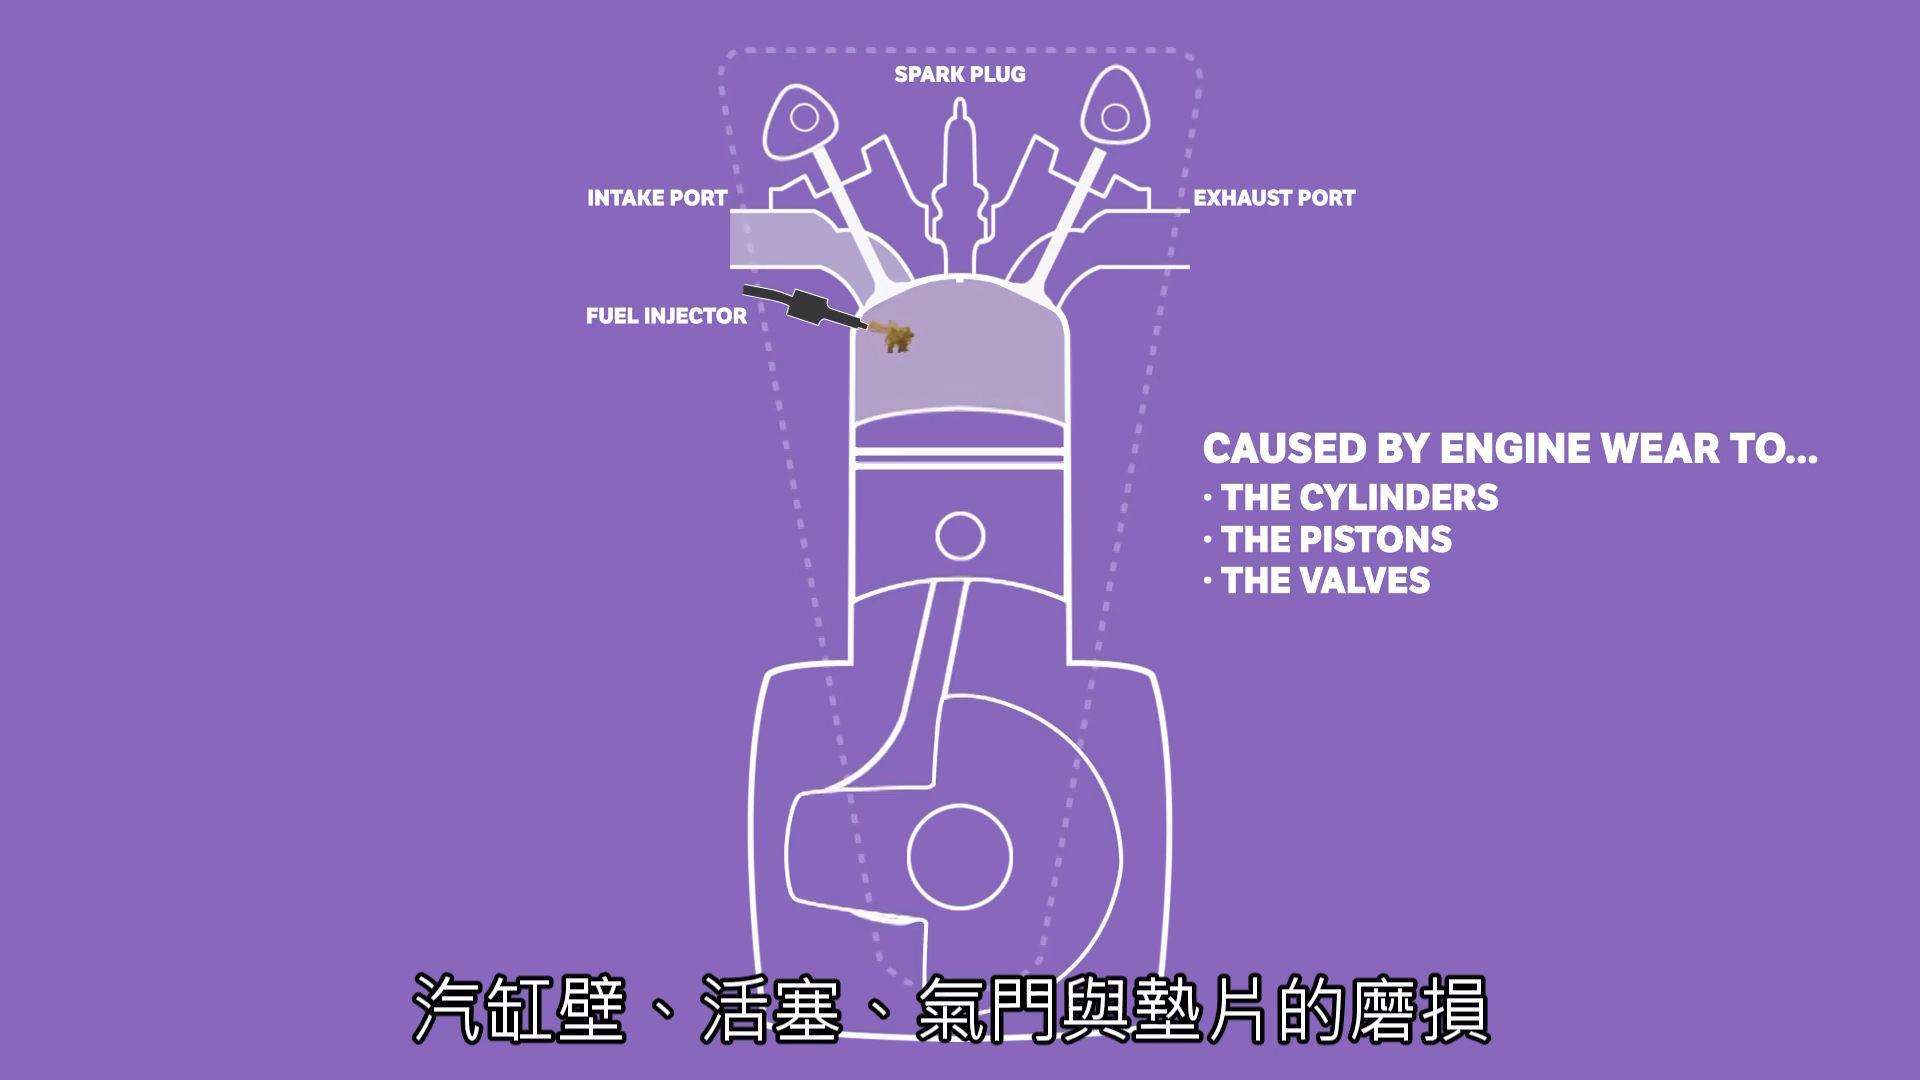 SPARK PLUG
INTAKE PORT
EXHAUST PORT
FUEL INJECTOR
CAUSED BY ENGINE WEAR TO...
· THE CYLINDERS
· THE PISTONS
· THE VALVES
汽缸壁、活塞、氣門與墊片的磨損